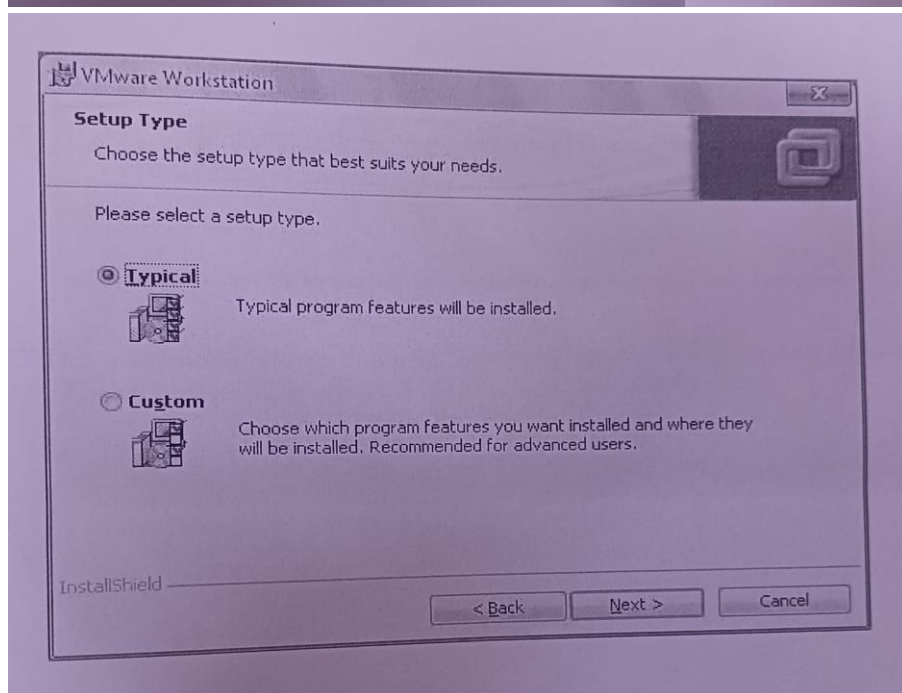 VMware Workstation
Setup Type
Choose the setup type that best suits your needs.
Please select a setup type.
Typical
Typical program features will be installed.
Custom
Choose which program features you want installed and where they
will be installed. Recommended for advanced users.
InstallShield
< Back Next > Cancel